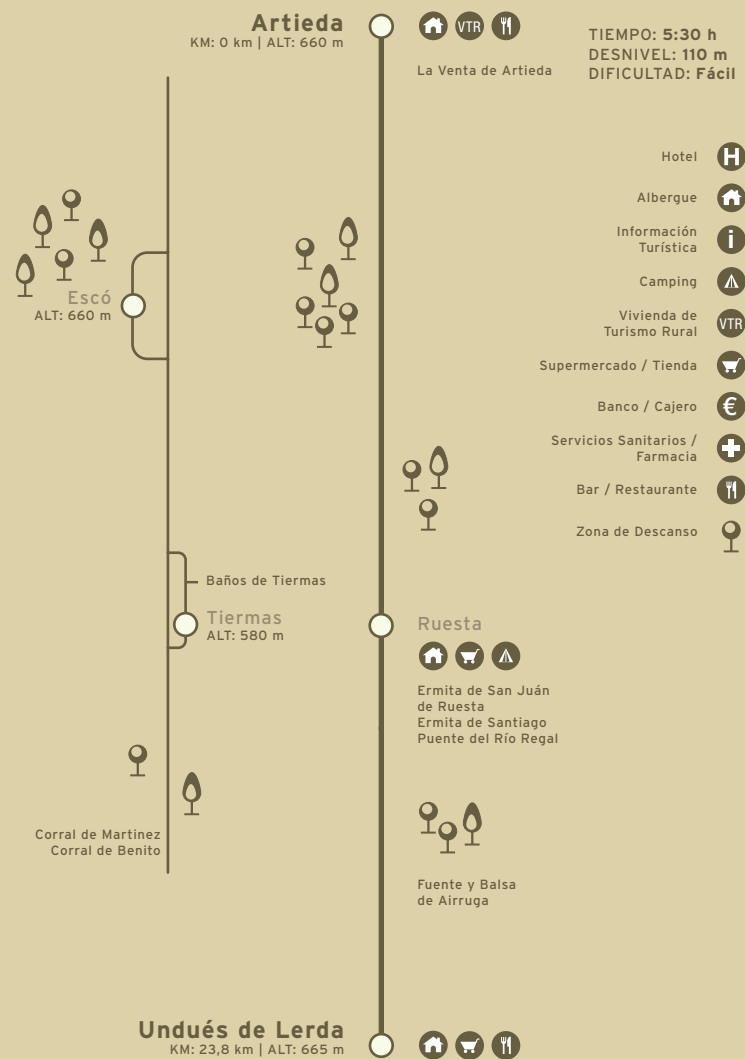 Artieda
KM: 0 km | ALT: 660 m
VTR
La Venta de Artieda
TIEMPO: 5:30 h
DESNIVEL: 110 m
DIFICULTAD: Fácil
Hotel
H
Albergue
Información
Turística
i
Camping
Vivienda de
Turismo Rural
VTR
Supermercado / Tienda
Banco / Cajero
€
Servicios Sanitarios /
Farmacia
Bar / Restaurante
Zona de Descanso
Escó
ALT: 660 m
Baños de Tiermas
Tiermas
ALT: 580 m
Ruesta
Ermita de San Juán
de Ruesta
Ermita de Santiago
Puente del Río Regal
Corral de Martinez
Corral de Benito
Fuente y Balsa
de Airruga
Undués de Lerda
KM: 23,8 km | ALT: 665 m